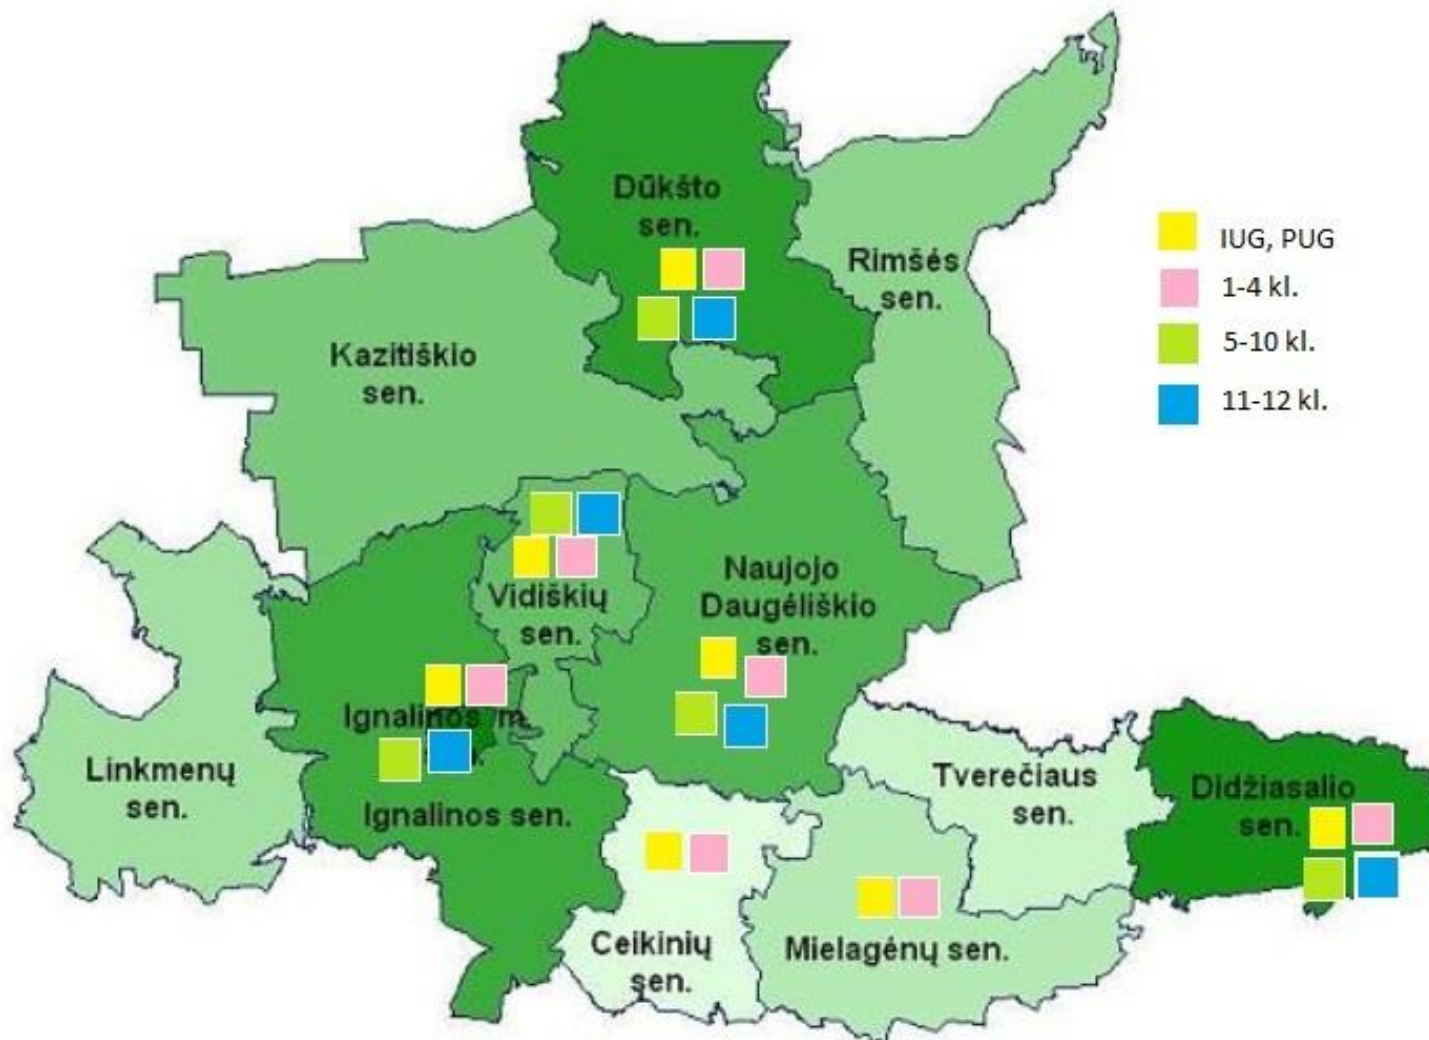 Dūkšto
sen.
Rimšės
sen.
IUG, PUG
1-4 kl.
5-10 kl.
11-12 kl.
Kazitiškio
sen.
Vidiškių
sen.
Naujojo
Daugėliškio
sen.
Ignalinos m.
Ignalinos sen.
Linkmenų
sen.
Tverečiaus
sen.
Didžiasalio
sen.
Ceikinių
sen.
Mielagėnų sen.